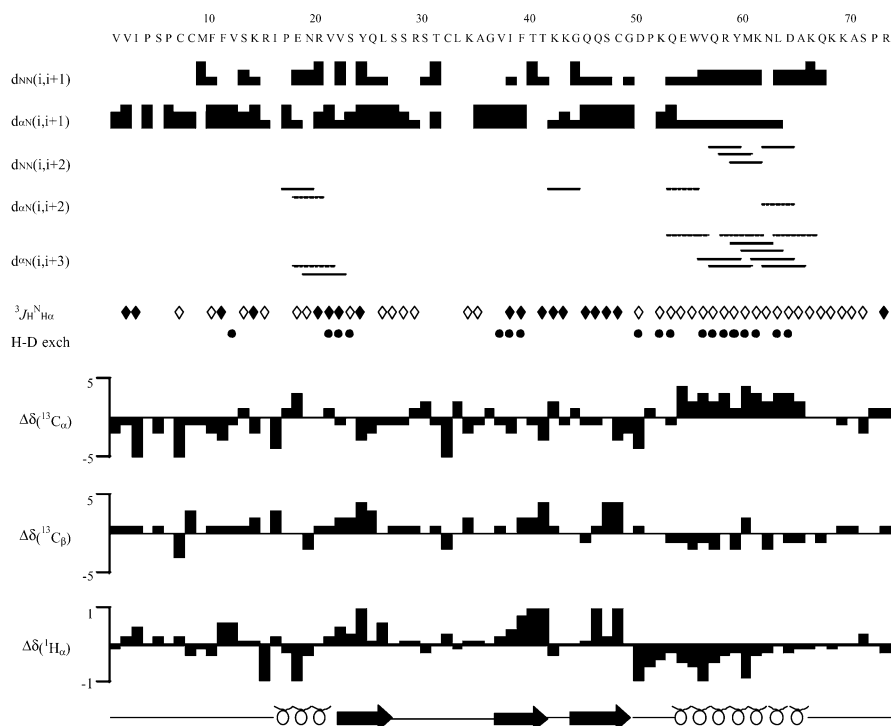 10 20 30 40 50 60 70
V V I P S P C C M F F V S K R I P E N R V V S Y Q L S S R S T C L K A G V I F T T K K G Q Q S C G D P K Q E W V Q R Y M K N L D A K Q K K A S P R
dNN(i,i+1)
dαN(i,i+1)
dNN(i,i+2)
dαN(i,i+2)
dαN(i,i+3)
³JHᴺHα
H-D exch
5
Δδ(¹³Cα)
-5
5
Δδ(¹³Cβ)
-5
1
Δδ(¹Hα)
-1